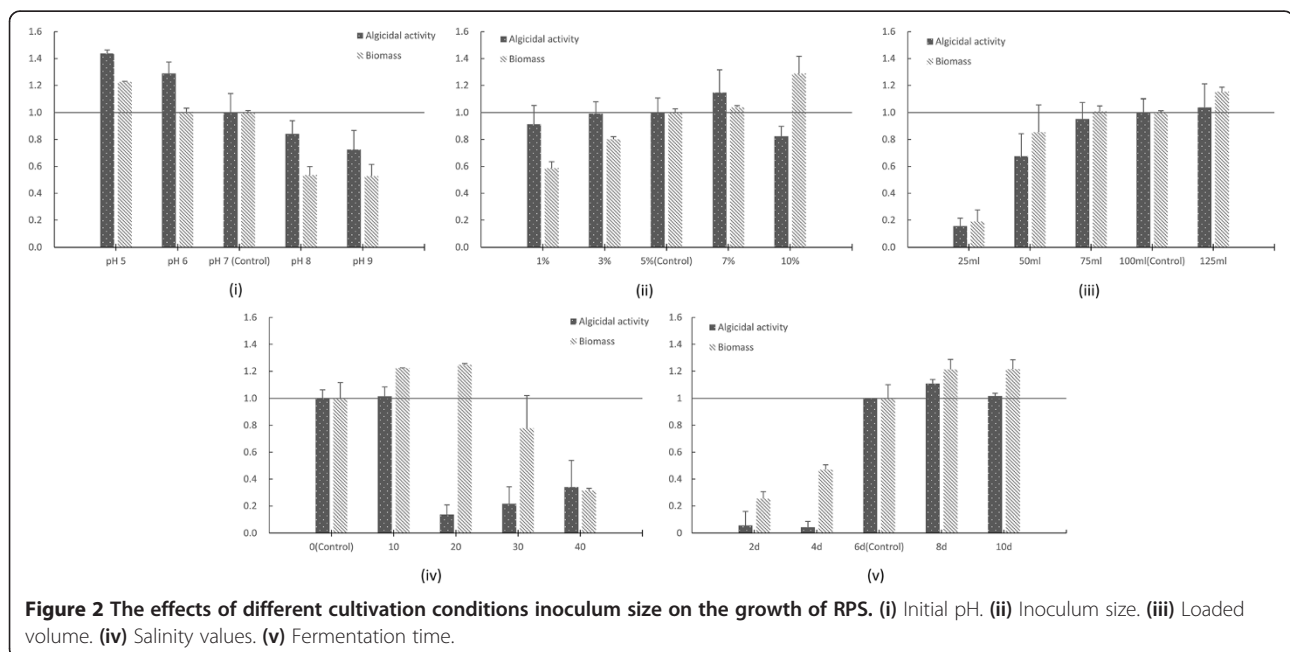 1.6
1.4
1.2
1.0
0.8
0.6
0.4
0.2
0.0
Algicidal activity
Biomass
pH 5 pH 6 pH 7 (Control) pH 8 pH 9
(i)
1.6
1.4
1.2
1.0
0.8
0.6
0.4
0.2
0.0
Algicidal activity
Biomass
1% 3% 5%(Control) 7% 10%
(ii)
1.6
1.4
1.2
1.0
0.8
0.6
0.4
0.2
0.0
Algicidal activity
Biomass
25ml 50ml 75ml 100ml(Control) 125ml
(iii)
1.6
1.4
1.2
1.0
0.8
0.6
0.4
0.2
0.0
Algicidal activity
Biomass
0(Control) 10 20 30 40
(iv)
1.6
1.4
1.2
1
0.8
0.6
0.4
0.2
0
Algicidal activity
Biomass
2d 4d 6d(Control) 8d 10d
(v)
Figure 2 The effects of different cultivation conditions inoculum size on the growth of RPS. (i) Initial pH. (ii) Inoculum size. (iii) Loaded
volume. (iv) Salinity values. (v) Fermentation time.